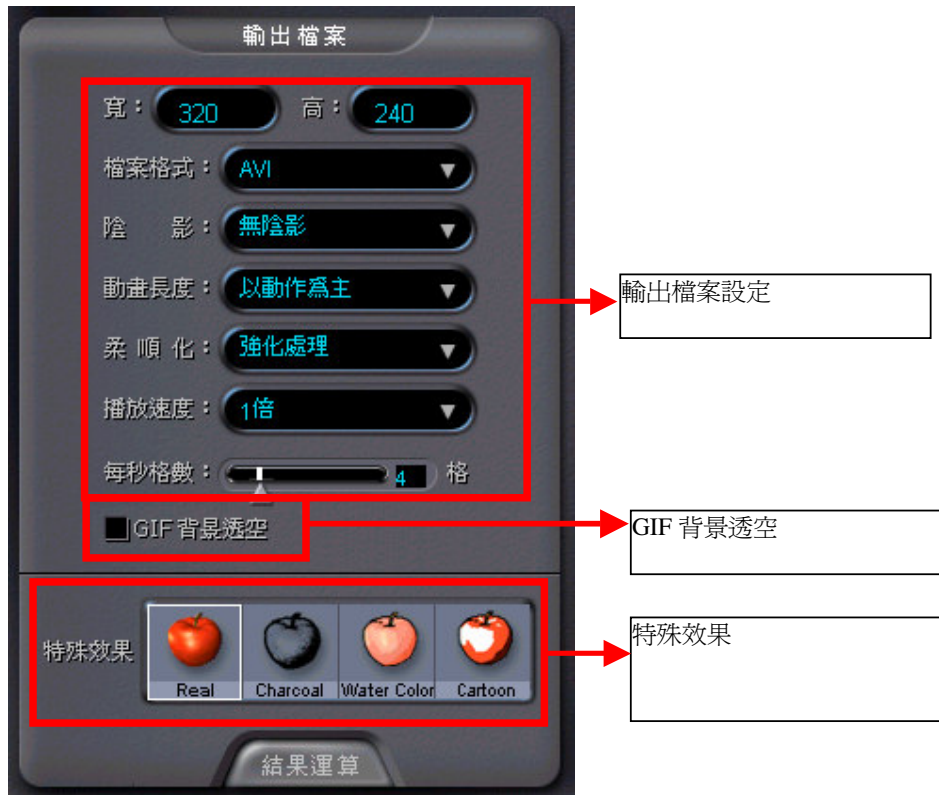 輸出檔案
寬： 320 高： 240
檔案格式： AVI
陰 影： 無陰影
動畫長度： 以動作爲主
輸出檔案設定
柔 順 化： 強化處理
播放速度： 1倍
每秒格數： 4 格
GIF 背景透空
GIF 背景透空
特殊效果
特殊效果
Real Charcoal Water Color Cartoon
結果運算